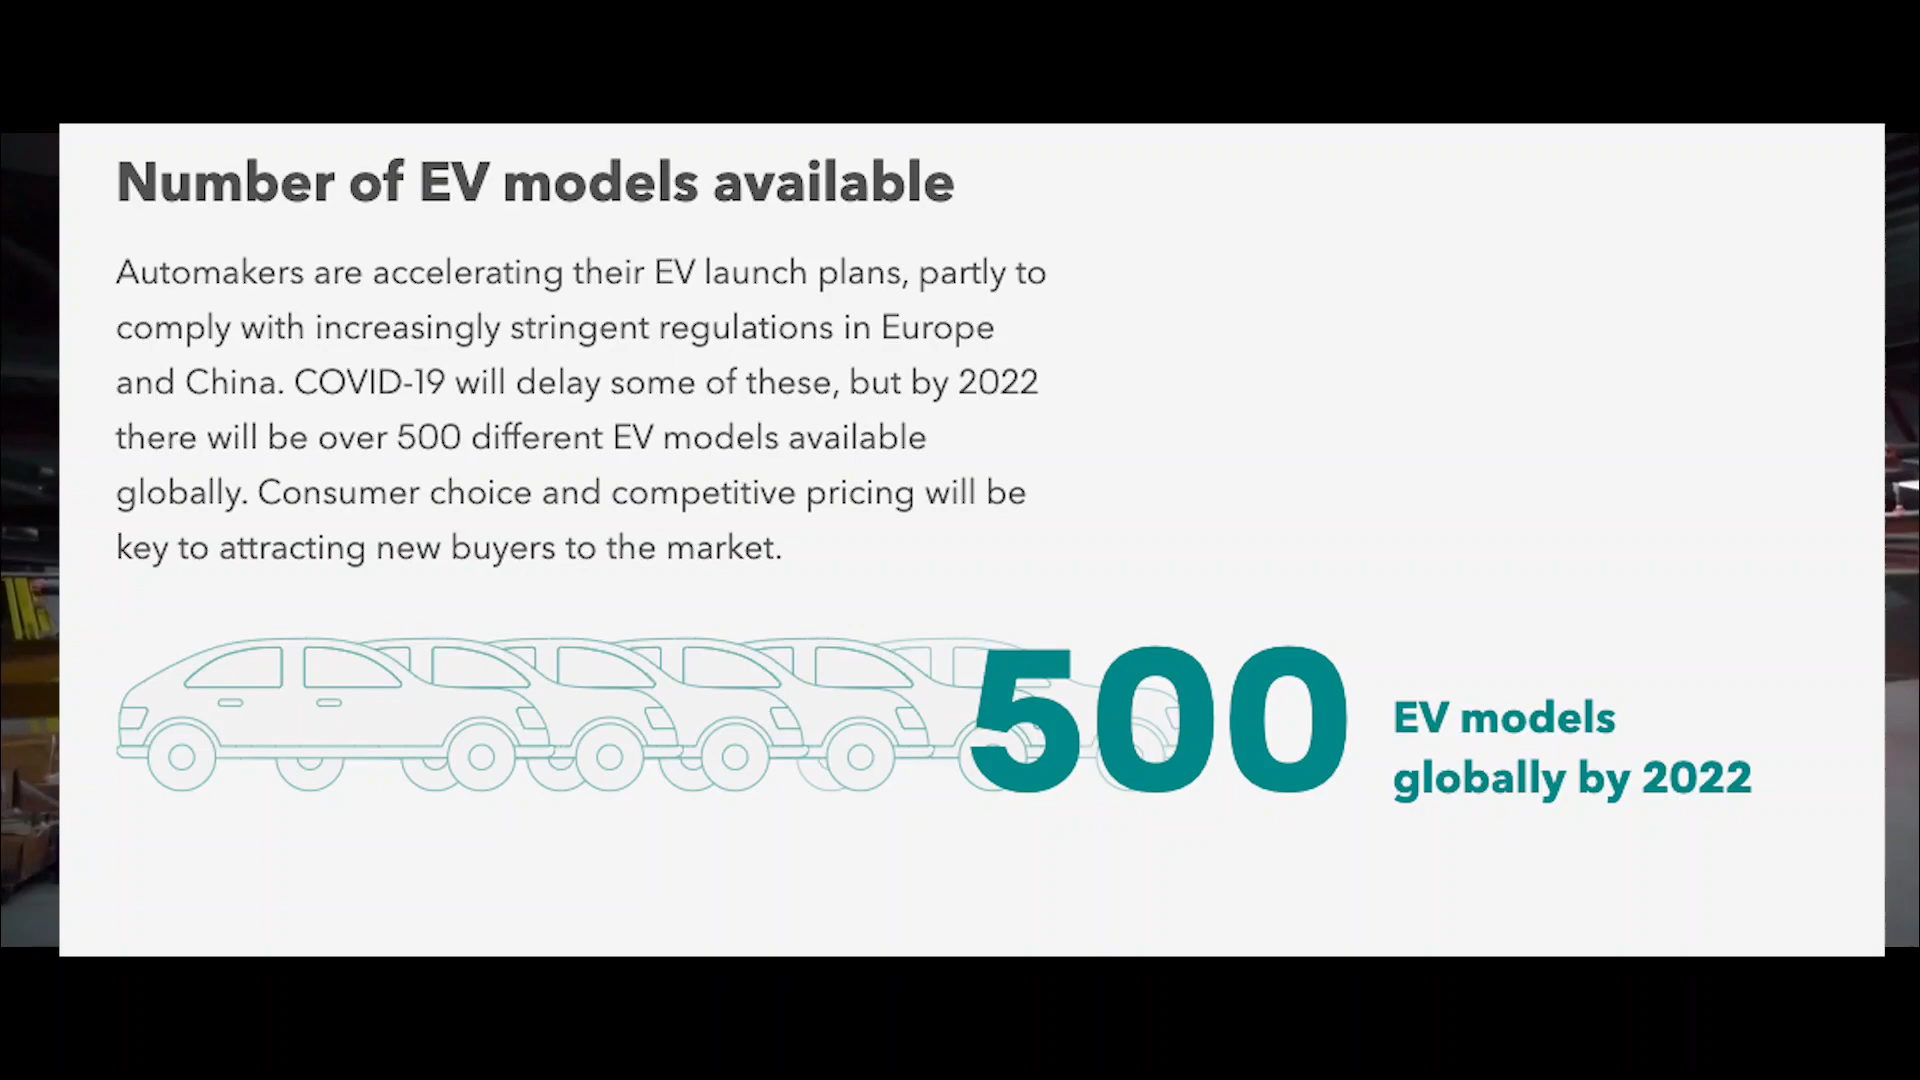 Number of EV models available
Automakers are accelerating their EV launch plans, partly to
comply with increasingly stringent regulations in Europe
and China. COVID-19 will delay some of these, but by 2022
there will be over 500 different EV models available
globally. Consumer choice and competitive pricing will be
key to attracting new buyers to the market.
500
EV models
globally by 2022